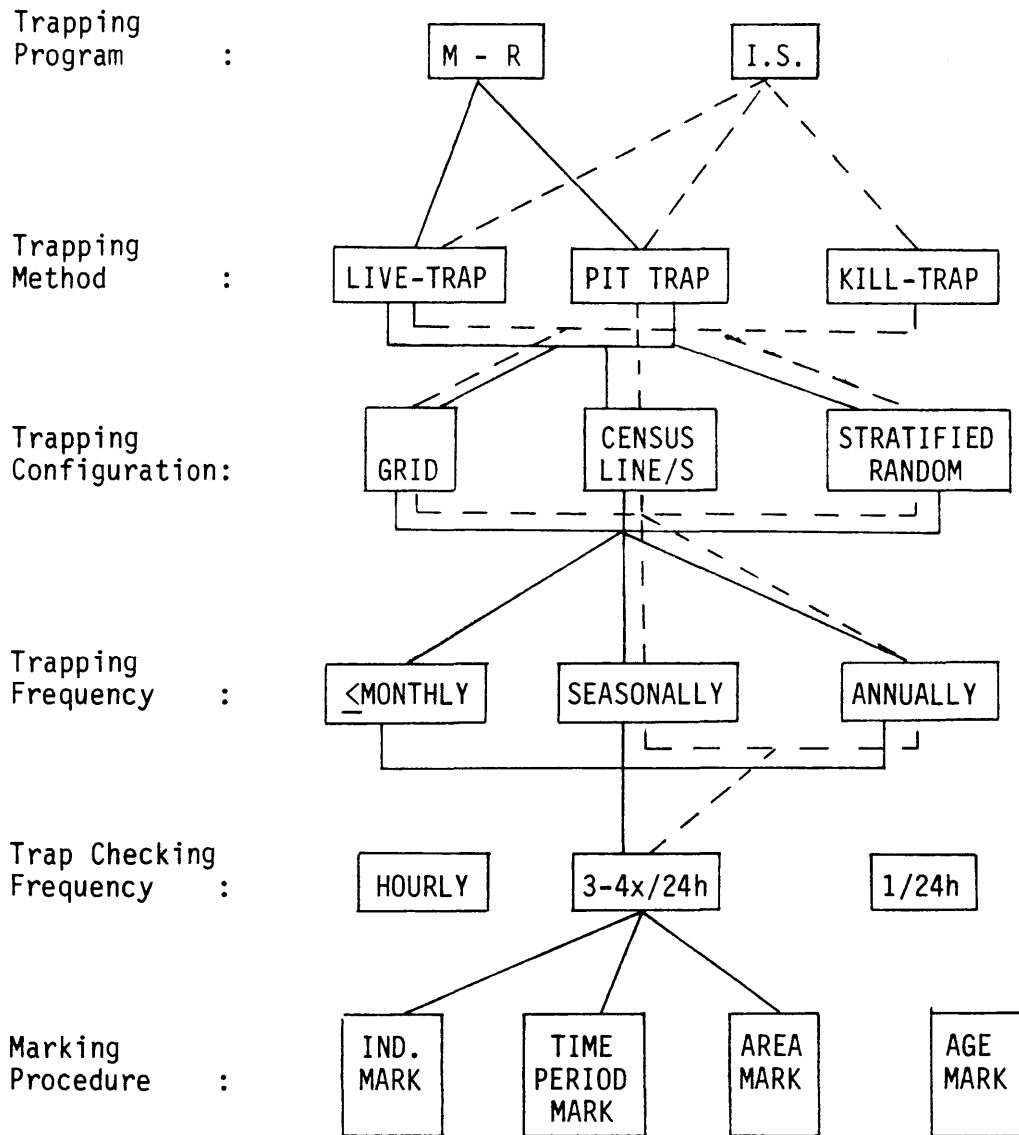 Trapping
Program :
M - R
I.S.
Trapping
Method :
LIVE-TRAP
PIT TRAP
KILL-TRAP
Trapping
Configuration:
GRID
CENSUS
LINE/S
STRATIFIED
RANDOM
Trapping
Frequency :
≤MONTHLY
SEASONALLY
ANNUALLY
Trap Checking
Frequency :
HOURLY
3-4x/24h
1/24h
Marking
Procedure :
IND.
MARK
TIME
PERIOD
MARK
AREA
MARK
AGE
MARK